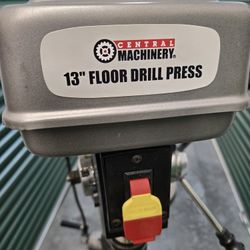 CENTRAL
MACHINERY®
13" FLOOR DRILL PRESS